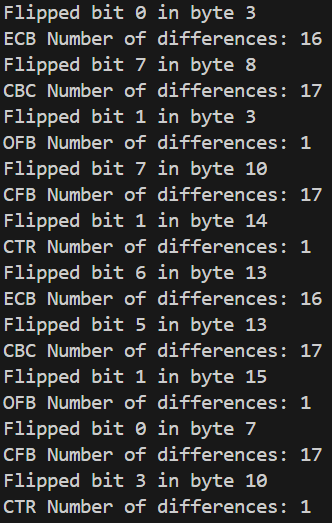 Flipped bit 0 in byte 3
ECB Number of differences: 16
Flipped bit 7 in byte 8
CBC Number of differences: 17
Flipped bit 1 in byte 3
OFB Number of differences: 1
Flipped bit 7 in byte 10
CFB Number of differences: 17
Flipped bit 1 in byte 14
CTR Number of differences: 1
Flipped bit 6 in byte 13
ECB Number of differences: 16
Flipped bit 5 in byte 13
CBC Number of differences: 17
Flipped bit 1 in byte 15
OFB Number of differences: 1
Flipped bit 0 in byte 7
CFB Number of differences: 17
Flipped bit 3 in byte 10
CTR Number of differences: 1